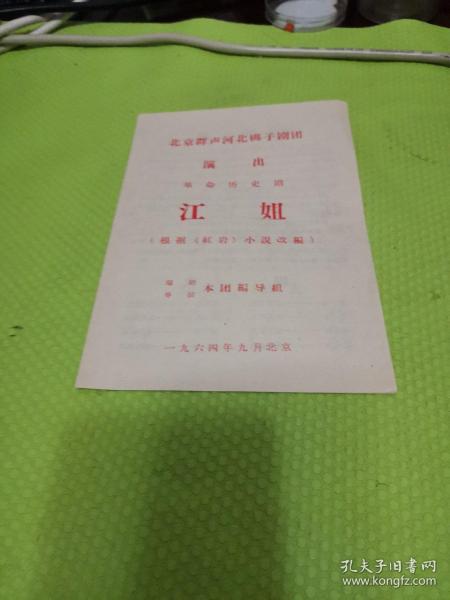 北京群声河北梆子剧团
演出
革命历史剧
江姐
(根据《红岩》小说改编)
编剧
导演
本团编导组
一九六四年九月北京
孔夫子旧书网
www.kongfz.com